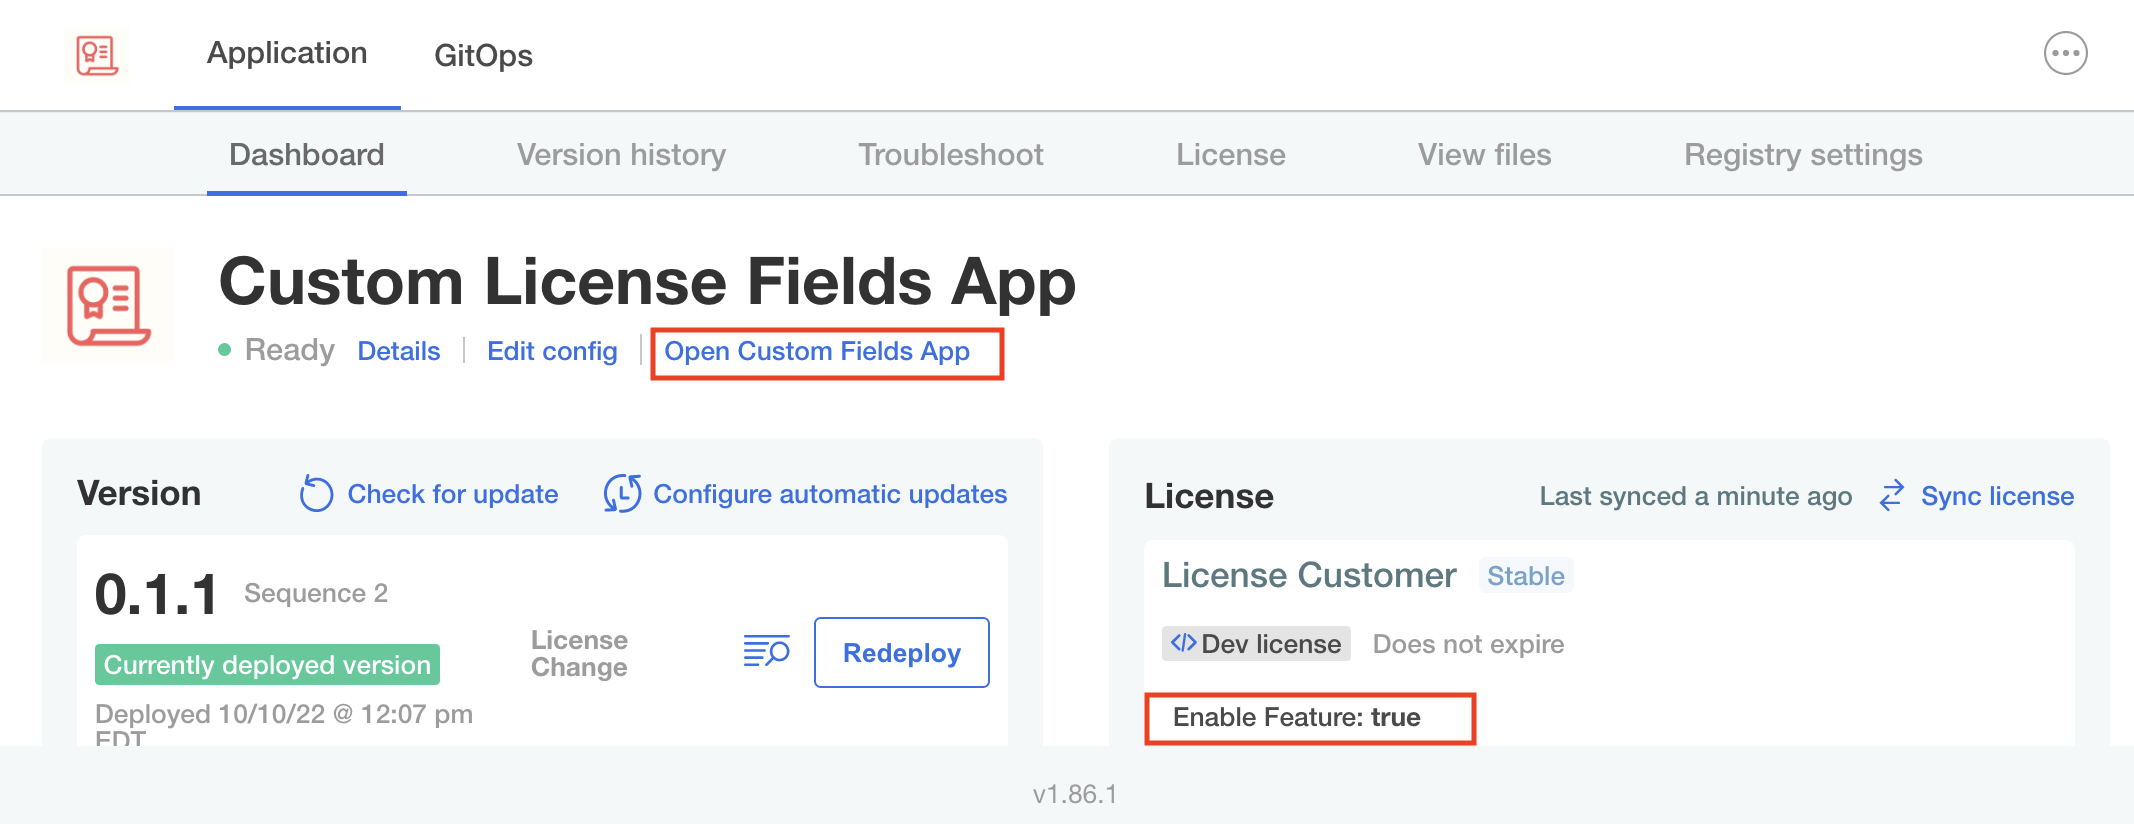 Application
GitOps
Dashboard
Version history
Troubleshoot
License
View files
Registry settings
Custom License Fields App
Ready
Details
Edit config
Open Custom Fields App
Version
Check for update
Configure automatic updates
0.1.1
Sequence 2
Currently deployed version
Deployed 10/10/22 @ 12:07 pm
EDT
License
Change
Redeploy
License
Last synced a minute ago
Sync license
License Customer
Stable
</> Dev license
Does not expire
Enable Feature: true
v1.86.1